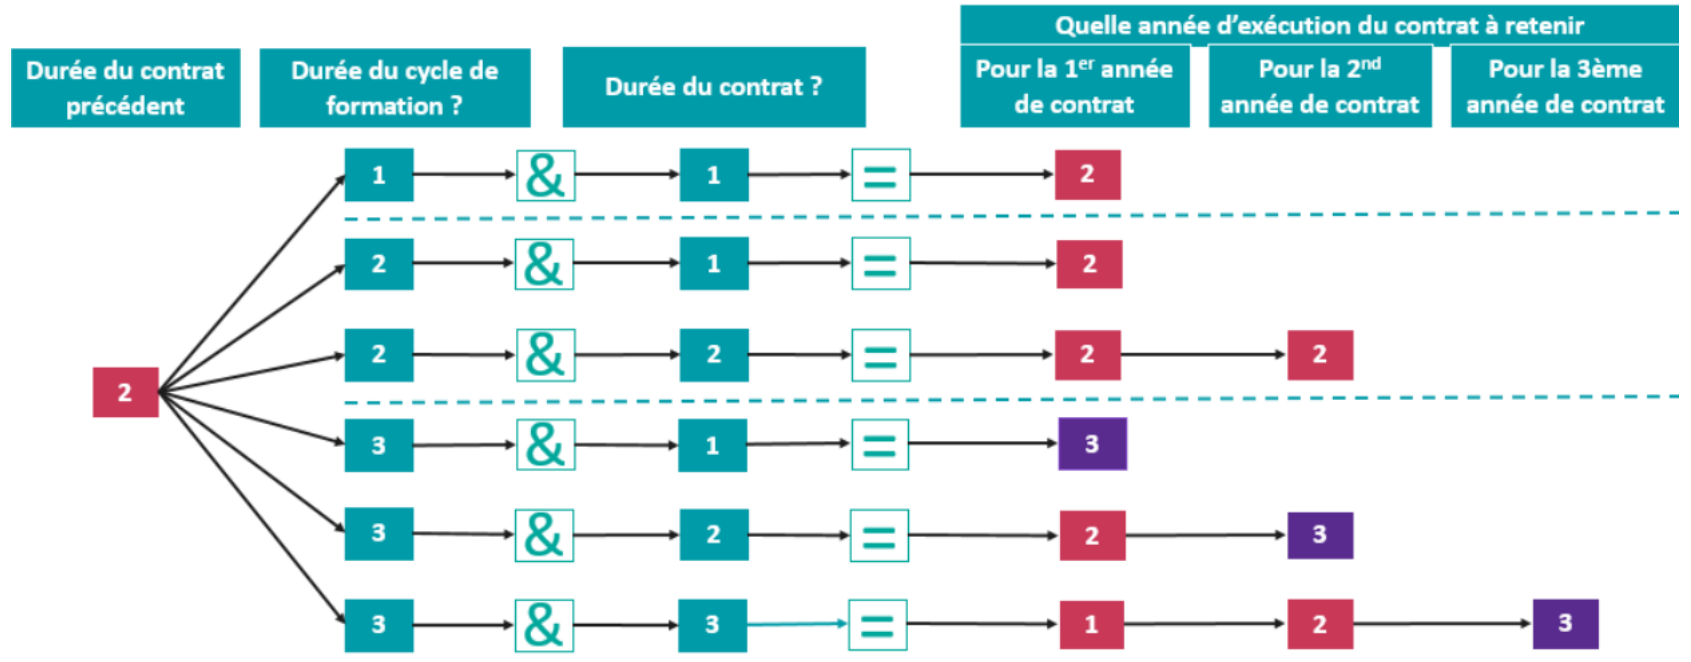 Quelle année d’exécution du contrat à retenir
Durée du contrat
précédent
Durée du cycle de
formation ?
Durée du contrat ?
Pour la 1er année
de contrat
Pour la 2nd
année de contrat
Pour la 3ème
année de contrat
1 & 1 = 2
2 & 1 = 2
2 & 2 = 2 2
2
3 & 1 = 3
3 & 2 = 2 3
3 & 3 = 1 2 3